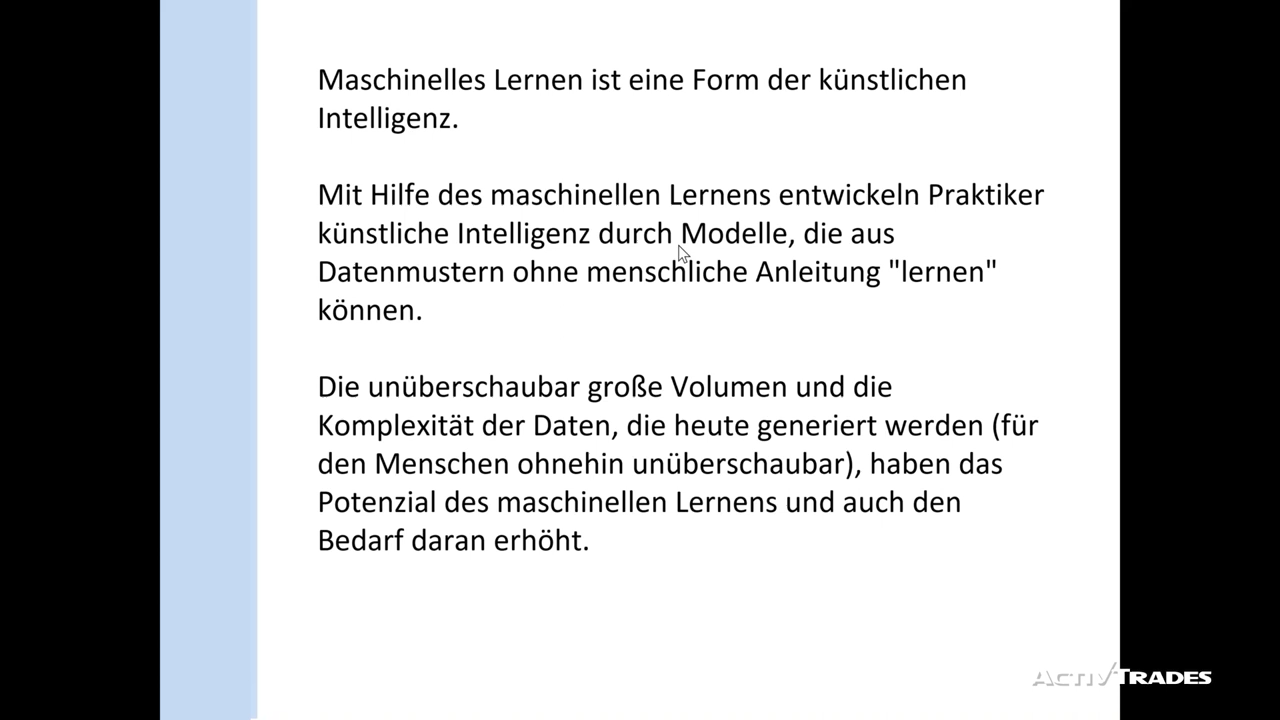 Maschinelles Lernen ist eine Form der künstlichen
Intelligenz.
Mit Hilfe des maschinellen Lernens entwickeln Praktiker
künstliche Intelligenz durch Modelle, die aus
Datenmustern ohne menschliche Anleitung "lernen"
können.
Die unüberschaubar große Volumen und die
Komplexität der Daten, die heute generiert werden (für
den Menschen ohnehin unüberschaubar), haben das
Potenzial des maschinellen Lernens und auch den
Bedarf daran erhöht.
ACTIVTRADES